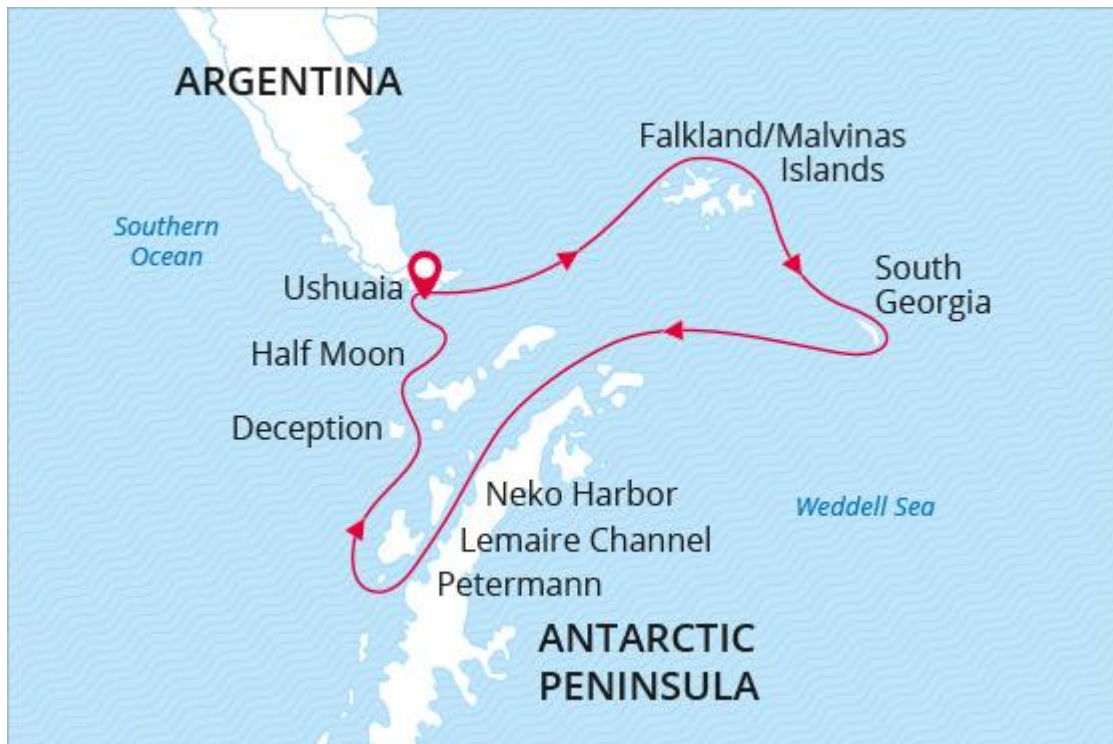 ARGENTINA
Falkland/Malvinas
Islands
Southern
Ocean
South
Georgia
Ushuaia
Half Moon
Deception
Neko Harbor
Weddell Sea
Lemaire Channel
Petermann
ANTARCTIC
PENINSULA